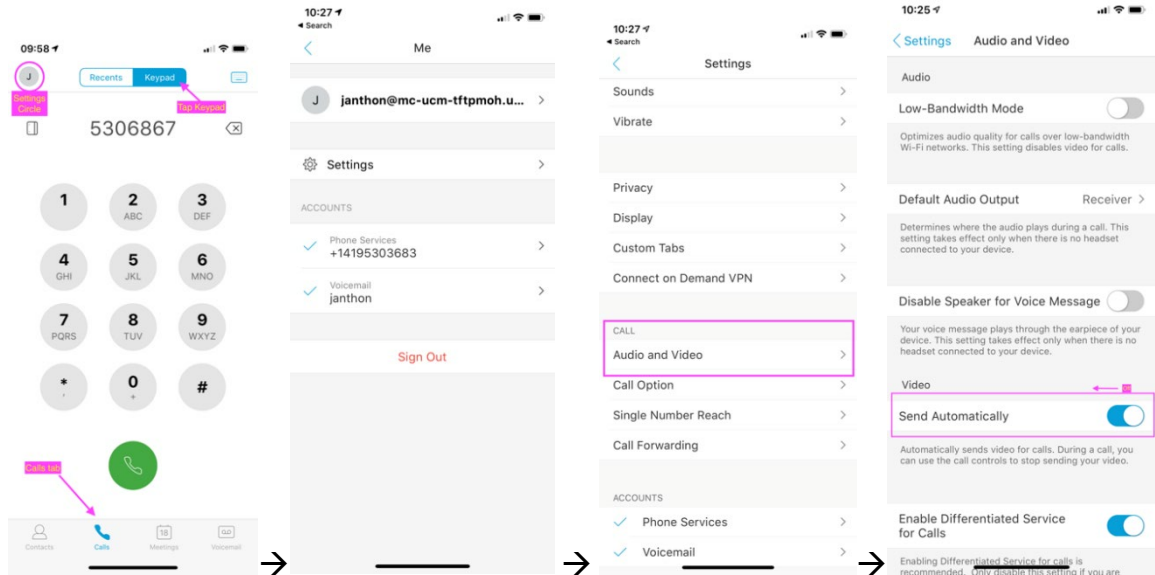 09:58
J
Recents
Keypad
Settings
Circle
Tap Keypad
5306867
1
2
ABC
3
DEF
4
GHI
5
JKL
6
MNO
7
PQRS
8
TUV
9
WXYZ
*
,
0
+
#
Calls tab
Contacts
Calls
18
Meetings
Voicemail
→
10:27
◀ Search
Me
J
janthon@mc-ucm-tftpmoh.u...
Settings
ACCOUNTS
Phone Services
+14195303683
Voicemail
janthon
Sign Out
→
10:27
◀ Search
Settings
Sounds
Vibrate
Privacy
Display
Custom Tabs
Connect on Demand VPN
CALL
Audio and Video
Call Option
Single Number Reach
Call Forwarding
ACCOUNTS
Phone Services
Voicemail
→
10:25
Settings
Audio and Video
Audio
Low-Bandwidth Mode
Optimizes audio quality for calls over low-bandwidth
Wi-Fi networks. This setting disables video for calls.
Default Audio Output
Receiver
Determines where the audio plays during a call. This
setting takes effect only when there is no headset
connected to your device.
Disable Speaker for Voice Message
Your voice message plays through the earpiece of your
device. This setting takes effect only when there is no
headset connected to your device.
Video
Send Automatically
Automatically sends video for calls. During a call, you
can use the call controls to stop sending your video.
Enable Differentiated Service
for Calls
Enabling Differentiated Service for calls is
recommended. Only disable this setting if you are